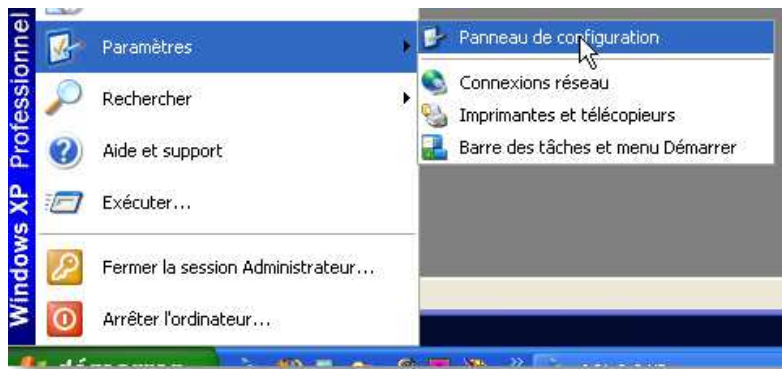 Windows XP Professionnel
Paramètres
Panneau de configuration
Connexions réseau
Imprimantes et télécopieurs
Barre des tâches et menu Démarrer
Rechercher
Aide et support
Exécuter...
Fermer la session Administrateur...
Arrêter l'ordinateur...